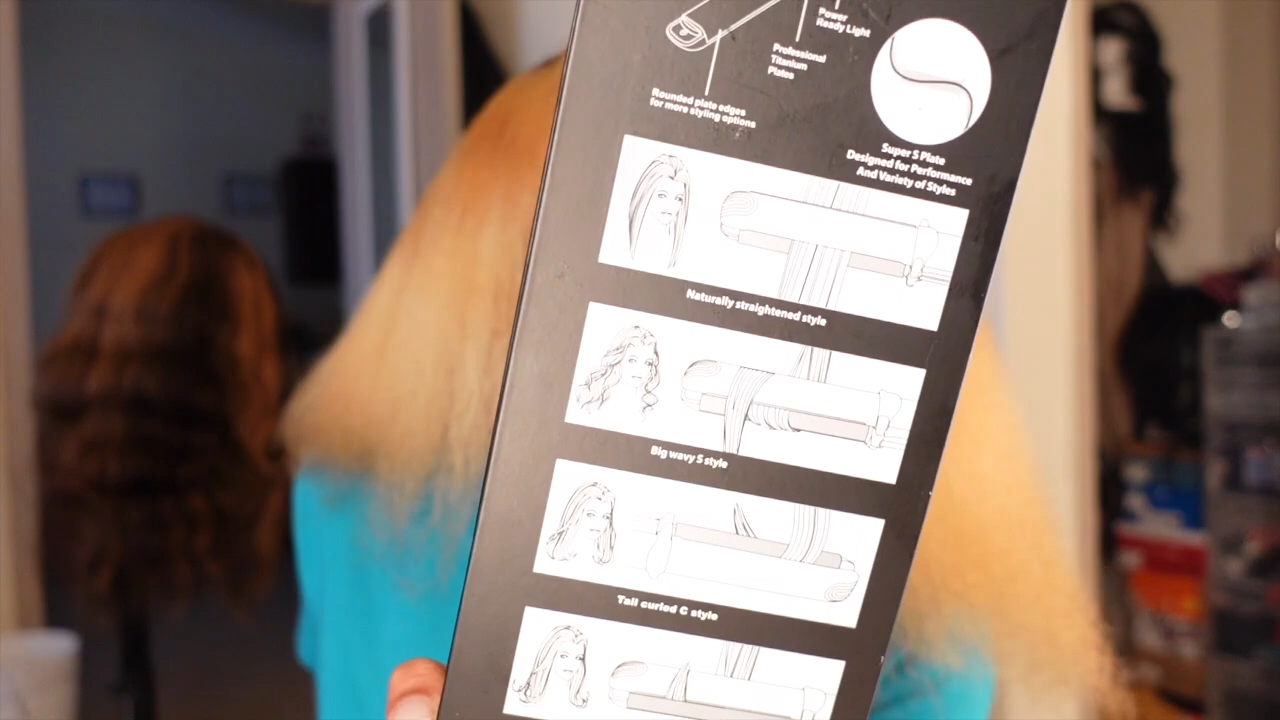 Power
Ready Light
Professional
Titanium
Plates
Rounded plate edges
for more styling options
Super S Plate
Designed for Performance
And Variety of Styles
Naturally straightened style
Big wavy S style
Tail curled C style